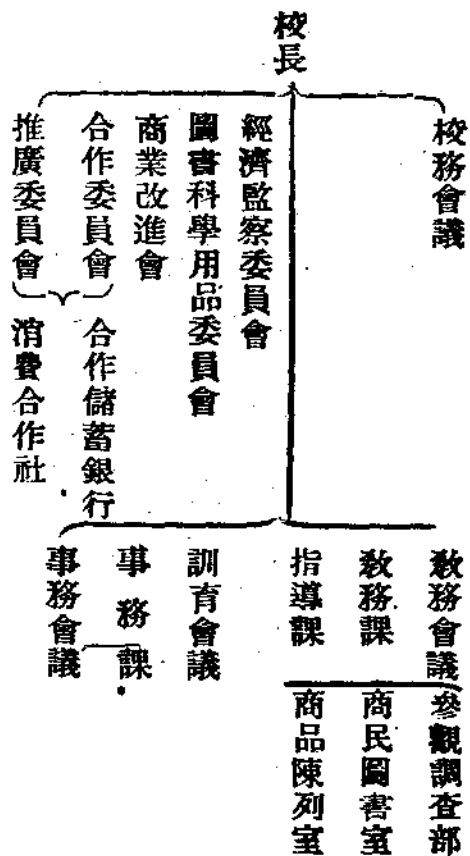 校長
校務會議
經濟監察委員會
圖書科學用品委員會
商業改進會
合作委員會
推廣委員會
合作儲蓄銀行
消費合作社
教務會議
教務課
指導課
訓育會議
事務課
事務會議
參觀調查部
商民圖書室
商品陳列室